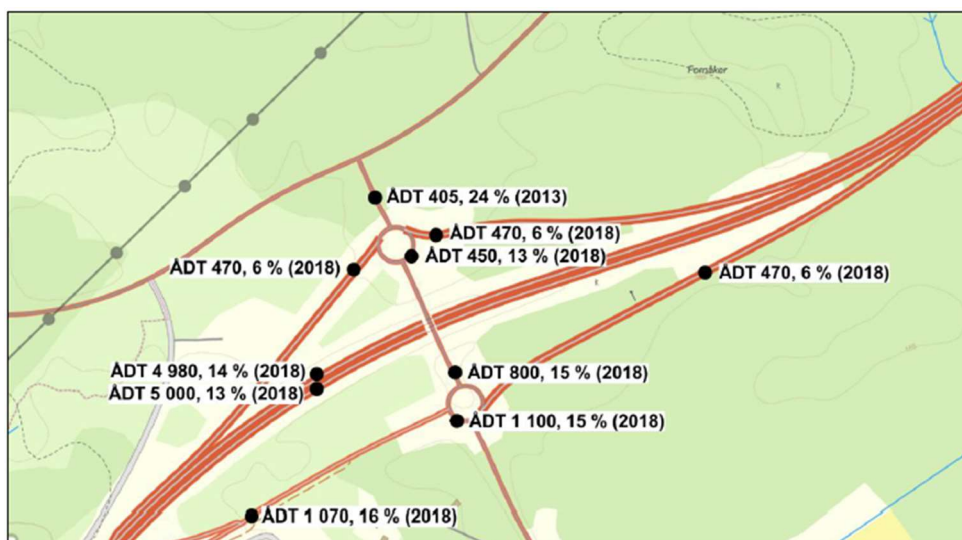 Fornåker
R
ÅDT 405, 24 % (2013)
ÅDT 470, 6 % (2018)
ÅDT 450, 13 % (2018)
ÅDT 470, 6 % (2018)
ÅDT 470, 6 % (2018)
R
ÅDT 4 980, 14 % (2018)
ÅDT 800, 15 % (2018)
ÅDT 5 000, 13 % (2018)
ÅDT 1 100, 15 % (2018)
ÅDT 1 070, 16 % (2018)